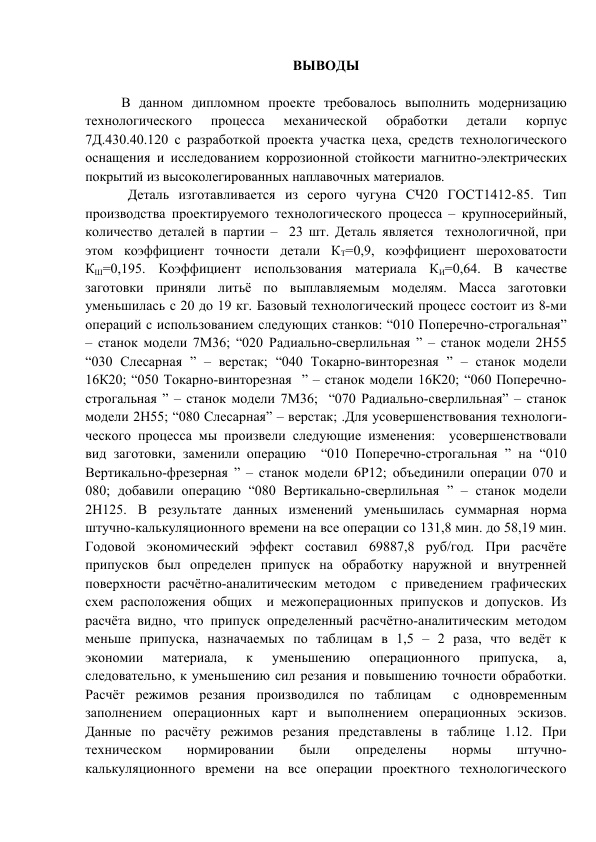 ВЫВОДЫ
В данном дипломном проекте требовалось выполнить модернизацию
технологического процесса механической обработки детали корпус
7Д.430.40.120 с разработкой проекта участка цеха, средств технологического
оснащения и исследованием коррозионной стойкости магнитно-электрических
покрытий из высоколегированных наплавочных материалов.
Деталь изготавливается из серого чугуна СЧ20 ГОСТ1412-85. Тип
производства проектируемого технологического процесса – крупносерийный,
количество деталей в партии – 23 шт. Деталь является технологичной, при
этом коэффициент точности детали КТ=0,9, коэффициент шероховатости
КШ=0,195. Коэффициент использования материала КИ=0,64. В качестве
заготовки приняли литьё по выплавляемым моделям. Масса заготовки
уменьшилась с 20 до 19 кг. Базовый технологический процесс состоит из 8-ми
операций с использованием следующих станков: “010 Поперечно-строгальная”
– станок модели 7М36; “020 Радиально-сверлильная ” – станок модели 2Н55
“030 Слесарная ” – верстак; “040 Токарно-винторезная ” – станок модели
16К20; “050 Токарно-винторезная ” – станок модели 16К20; “060 Поперечно-
строгальная ” – станок модели 7М36; “070 Радиально-сверлильная” – станок
модели 2Н55; “080 Слесарная” – верстак; .Для усовершенствования технологи-
ческого процесса мы произвели следующие изменения: усовершенствовали
вид заготовки, заменили операцию “010 Поперечно-строгальная ” на “010
Вертикально-фрезерная ” – станок модели 6Р12; объединили операции 070 и
080; добавили операцию “080 Вертикально-сверлильная ” – станок модели
2Н125. В результате данных изменений уменьшилась суммарная норма
штучно-калькуляционного времени на все операции со 131,8 мин. до 58,19 мин.
Годовой экономический эффект составил 69887,8 руб/год. При расчёте
припусков был определен припуск на обработку наружной и внутренней
поверхности расчётно-аналитическим методом с приведением графических
схем расположения общих и межоперационных припусков и допусков. Из
расчёта видно, что припуск определенный расчётно-аналитическим методом
меньше припуска, назначаемых по таблицам в 1,5 – 2 раза, что ведёт к
экономии материала, к уменьшению операционного припуска, а,
следовательно, к уменьшению сил резания и повышению точности обработки.
Расчёт режимов резания производился по таблицам с одновременным
заполнением операционных карт и выполнением операционных эскизов.
Данные по расчёту режимов резания представлены в таблице 1.12. При
техническом нормировании были определены нормы штучно-
калькуляционного времени на все операции проектного технологического